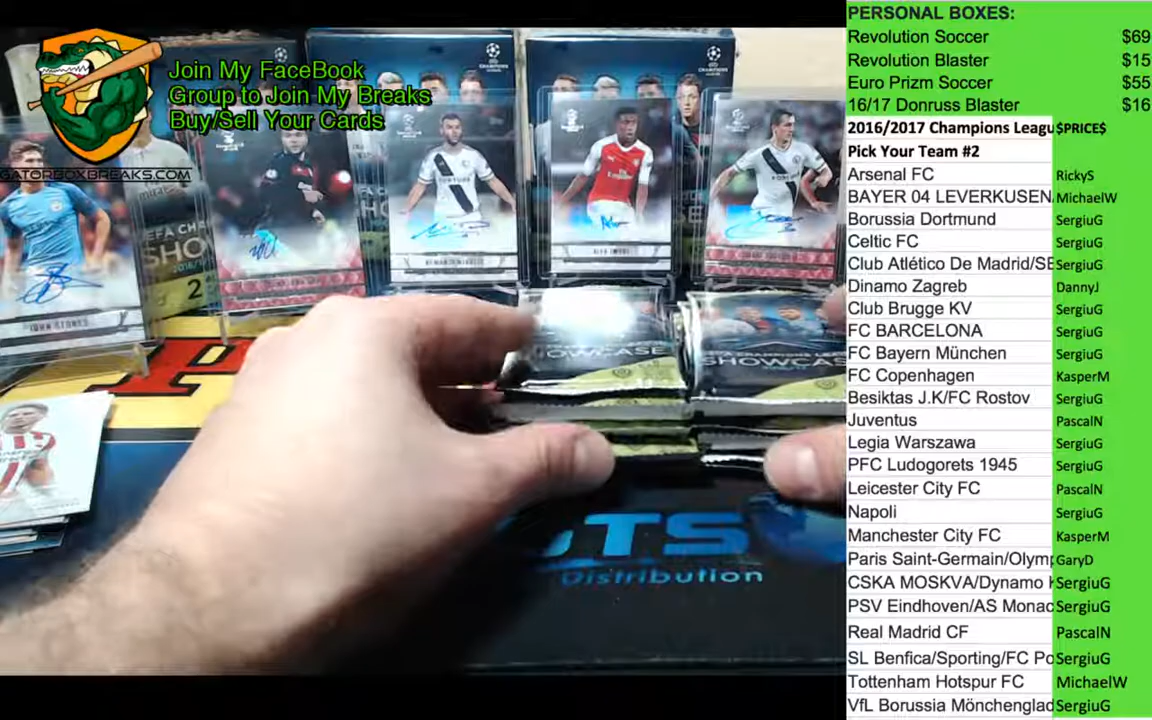 Join My FaceBook
Group to Join My Breaks
Buy/Sell Your Cards
GATORBOXBREAKS.COM
JOHN STONES
2
SHOWCASE
SHOWCASE
GTS
Distribution
PERSONAL BOXES:
Revolution Soccer $69
Revolution Blaster $15
Euro Prizm Soccer $55
16/17 Donruss Blaster $16
2016/2017 Champions Leagu $PRICE$
Pick Your Team #2
Arsenal FC RickyS
BAYER 04 LEVERKUSEN MichaelW
Borussia Dortmund SergiuG
Celtic FC SergiuG
Club Atlético De Madrid/SE SergiuG
Dinamo Zagreb DannyJ
Club Brugge KV SergiuG
FC BARCELONA SergiuG
FC Bayern München SergiuG
FC Copenhagen KasperM
Besiktas J.K/FC Rostov SergiuG
Juventus PascalN
Legia Warszawa SergiuG
PFC Ludogorets 1945 SergiuG
Leicester City FC PascalN
Napoli SergiuG
Manchester City FC KasperM
Paris Saint-Germain/Olymp GaryD
CSKA MOSKVA/Dynamo K SergiuG
PSV Eindhoven/AS Monac SergiuG
Real Madrid CF PascalN
SL Benfica/Sporting/FC Po SergiuG
Tottenham Hotspur FC MichaelW
VfL Borussia Mönchenglad SergiuG